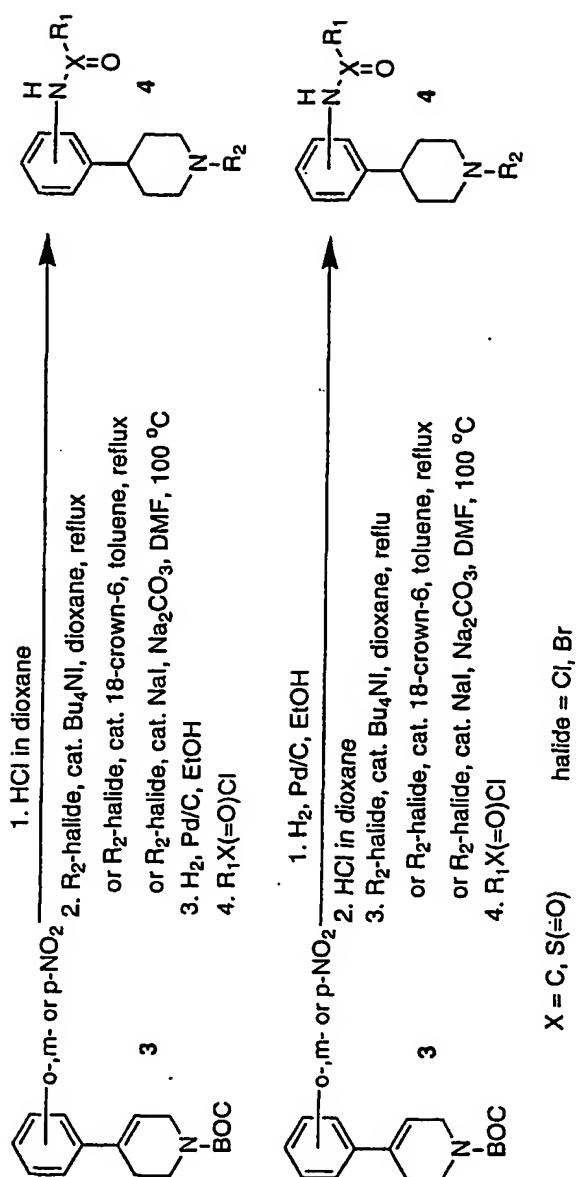 1. HCl in dioxane
o-,m- or p-NO2
2. R2-halide, cat. Bu4NI, dioxane, reflux
or R2-halide, cat. 18-crown-6, toluene, reflux
or R2-halide, cat. NaI, Na2CO3, DMF, 100 °C
3. H2, Pd/C, EtOH
4. R1X(=O)Cl
3
N
BOC
H
N
X
R1
O
4
N
R2
1. H2, Pd/C, EtOH
o-,m- or p-NO2
2. HCl in dioxane
3. R2-halide, cat. Bu4NI, dioxane, reflu
or R2-halide, cat. 18-crown-6, toluene, reflux
or R2-halide, cat. NaI, Na2CO3, DMF, 100 °C
4. R1X(=O)Cl
3
N
BOC
H
N
X
R1
O
4
N
R2
X = C, S(=O)
halide = Cl, Br